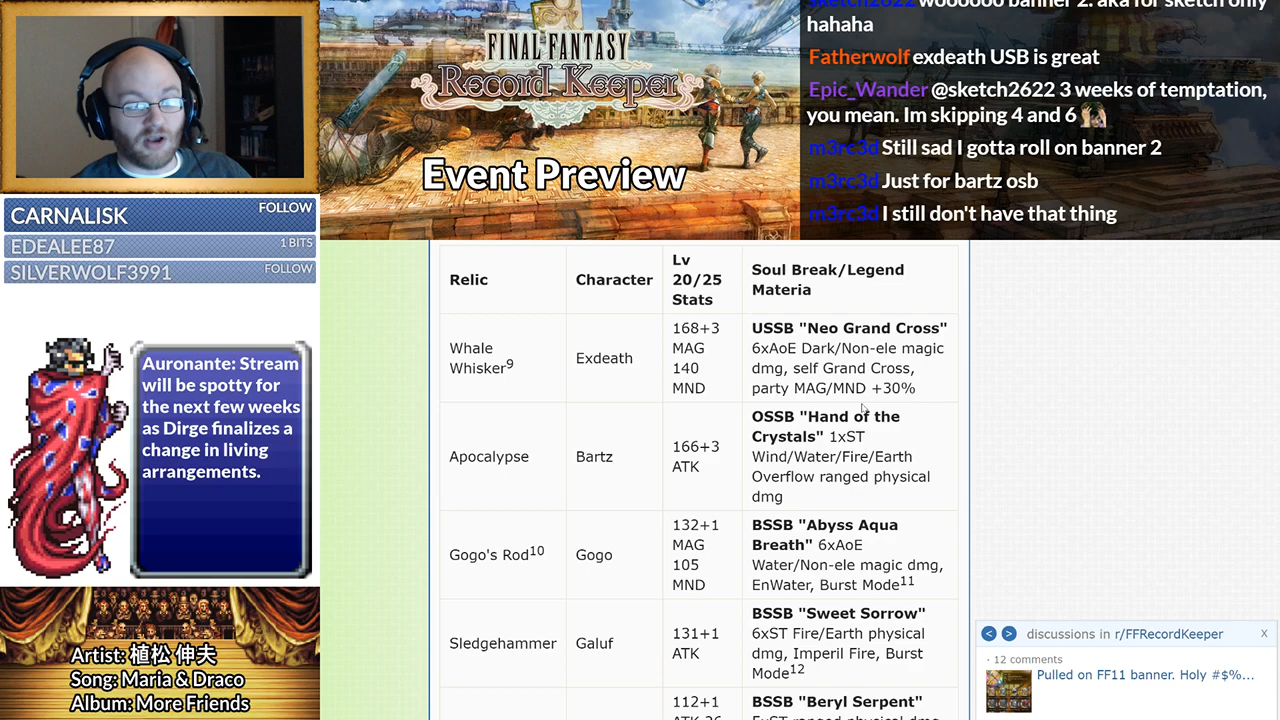 FINAL FANTASY
Record Keeper
Event Preview
sketch2622 woooooo banner 2. aka for sketch only
hahaha
Fatherwolf exdeath USB is great
Epic_Wander @sketch2622 3 weeks of temptation,
you mean. Im skipping 4 and 6
m3rc3d Still sad I gotta roll on banner 2
m3rc3d Just for bartz osb
m3rc3d I still don't have that thing
CARNALISK FOLLOW
EDEALEE87 1 BITS
SILVERWOLF3991 FOLLOW
Auronante: Stream
will be spotty for
the next few weeks
as Dirge finalizes a
change in living
arrangements.
Artist: 植松 伸夫
Song: Maria & Draco
Album: More Friends
Relic
Character
Lv
20/25
Stats
Soul Break/Legend
Materia
Whale
Whisker9
Exdeath
168+3
MAG
140
MND
USSB "Neo Grand Cross"
6xAoE Dark/Non-ele magic
dmg, self Grand Cross,
party MAG/MND +30%
Apocalypse
Bartz
166+3
ATK
OSSB "Hand of the
Crystals" 1xST
Wind/Water/Fire/Earth
Overflow ranged physical
dmg
Gogo's Rod10
Gogo
132+1
MAG
105
MND
BSSB "Abyss Aqua
Breath" 6xAoE
Water/Non-ele magic dmg,
EnWater, Burst Mode11
Sledgehammer
Galuf
131+1
ATK
BSSB "Sweet Sorrow"
6xST Fire/Earth physical
dmg, Imperil Fire, Burst
Mode12
112+1
BSSB "Beryl Serpent"
discussions in r/FFRecordKeeper X
· 12 comments
Pulled on FF11 banner. Holy #$%...